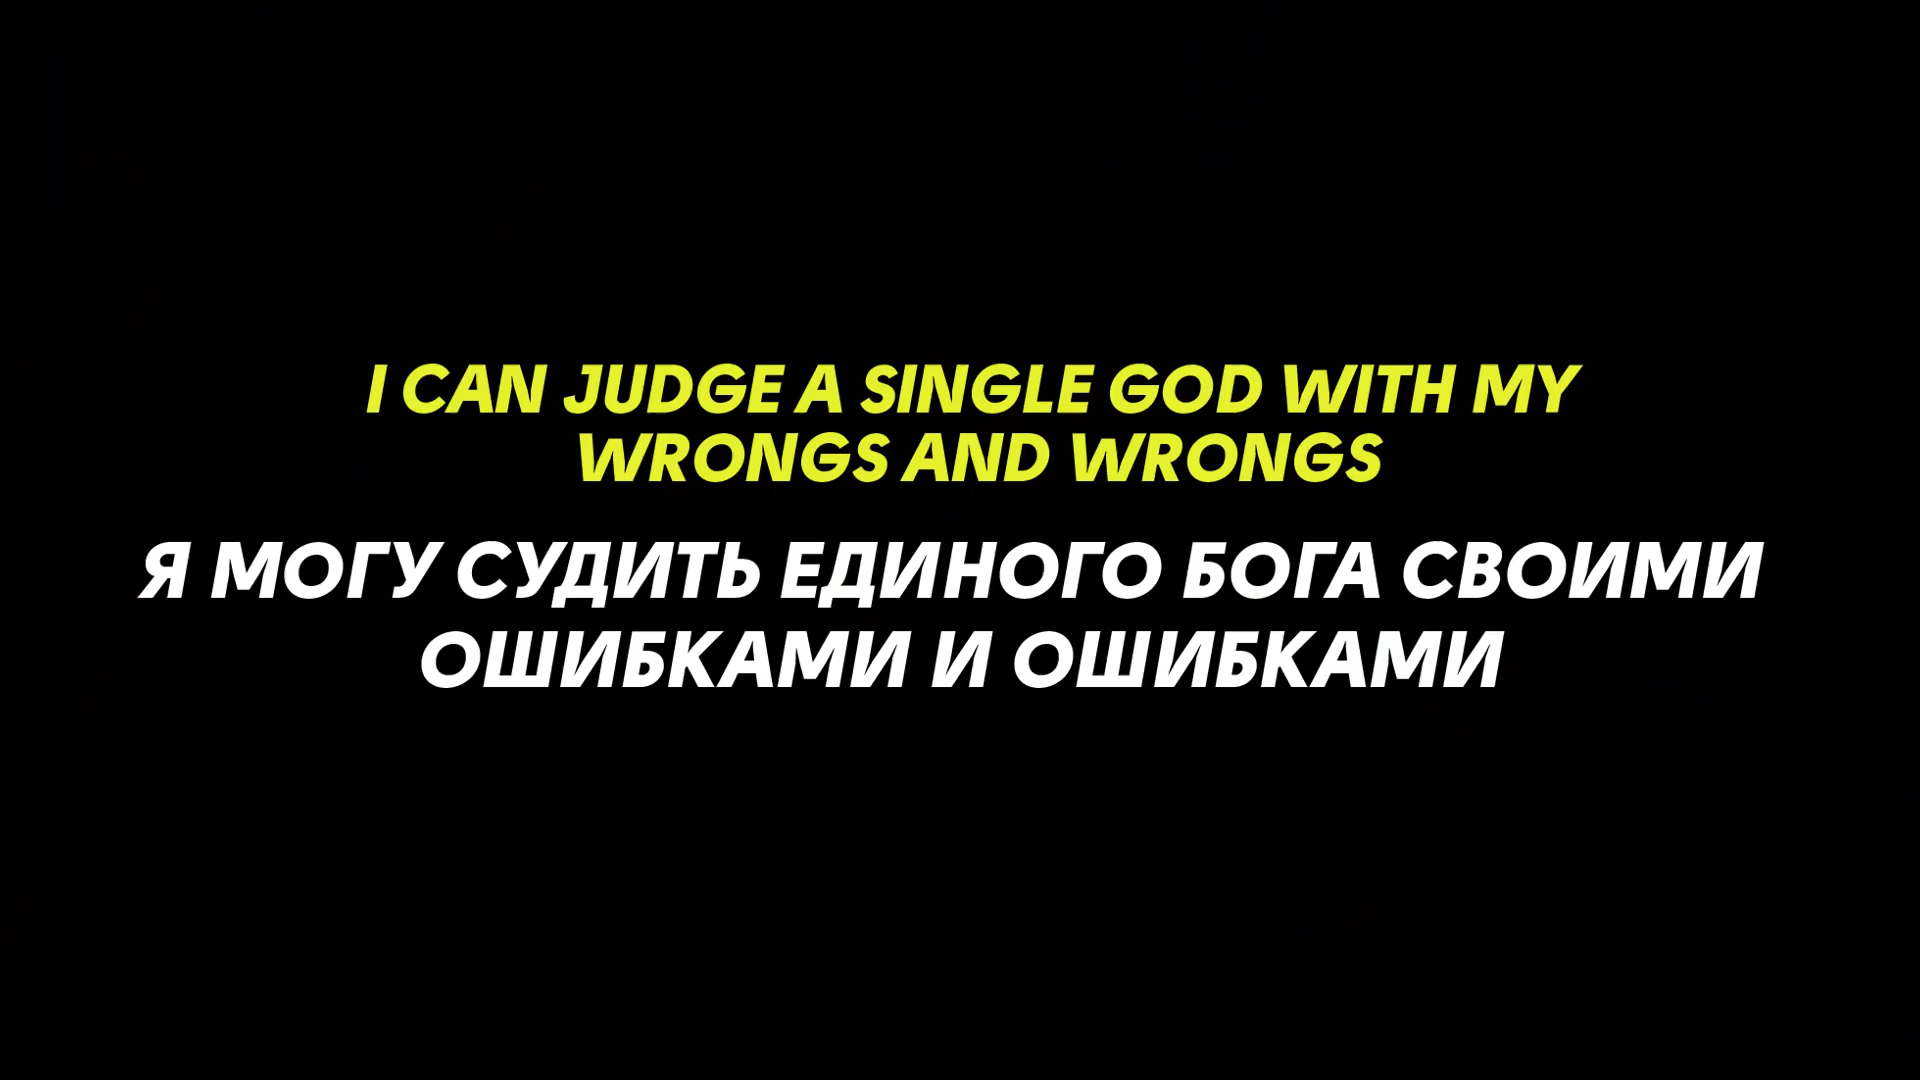 I CAN JUDGE A SINGLE GOD WITH MY
WRONGS AND WRONGS
Я МОГУ СУДИТЬ ЕДИНОГО БОГА СВОИМИ
ОШИБКАМИ И ОШИБКАМИ